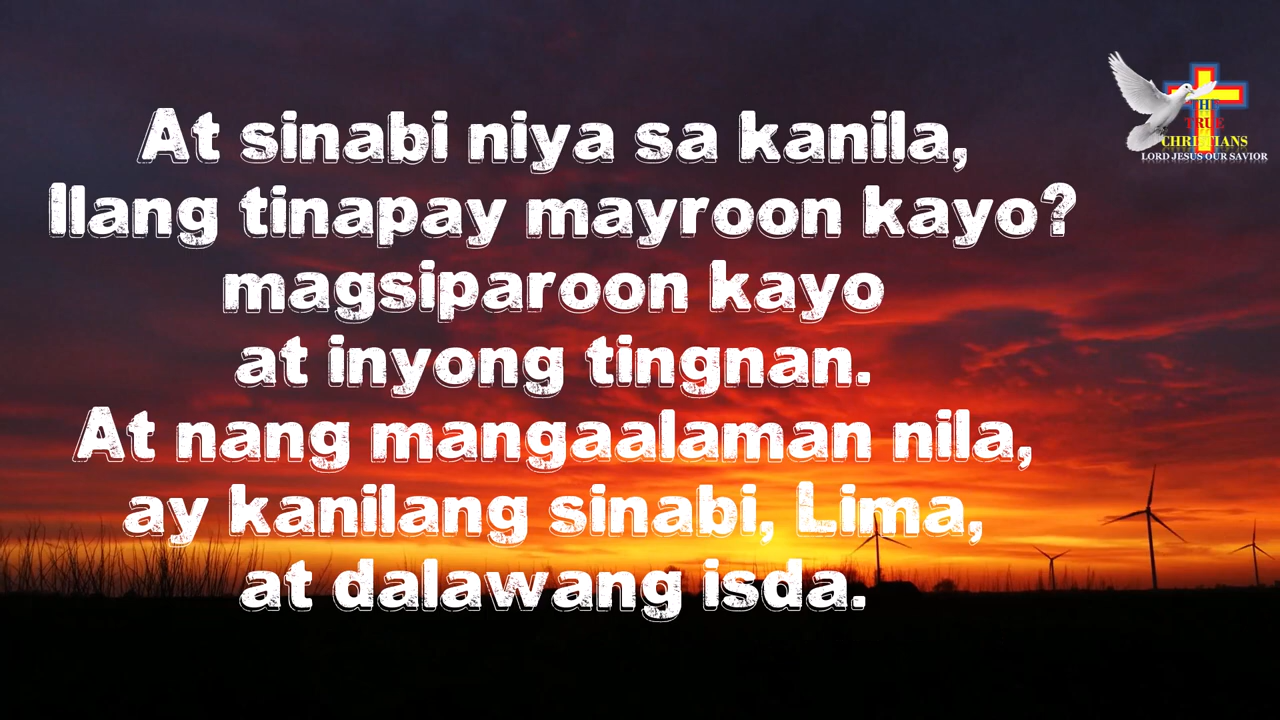 At sinabi niya sa kanila,
Ilang tinapay mayroon kayo?
magsiparoon kayo
at inyong tingnan.
At nang mangaalaman nila,
ay kanilang sinabi, Lima,
at dalawang isda.
THE
TRUE
CHRISTIANS
LORD JESUS OUR SAVIOR